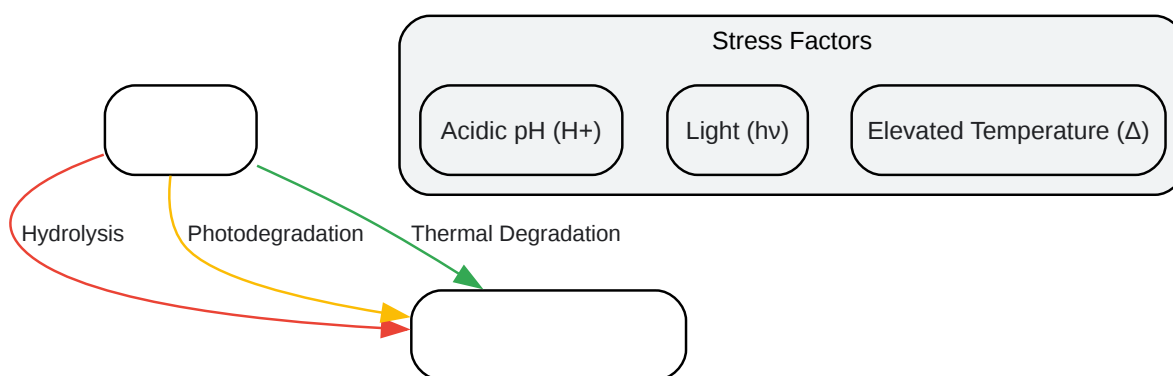 Stress Factors
Acidic pH (H+)
Light (hν)
Elevated Temperature (Δ)
Hydrolysis
Photodegradation
Thermal Degradation